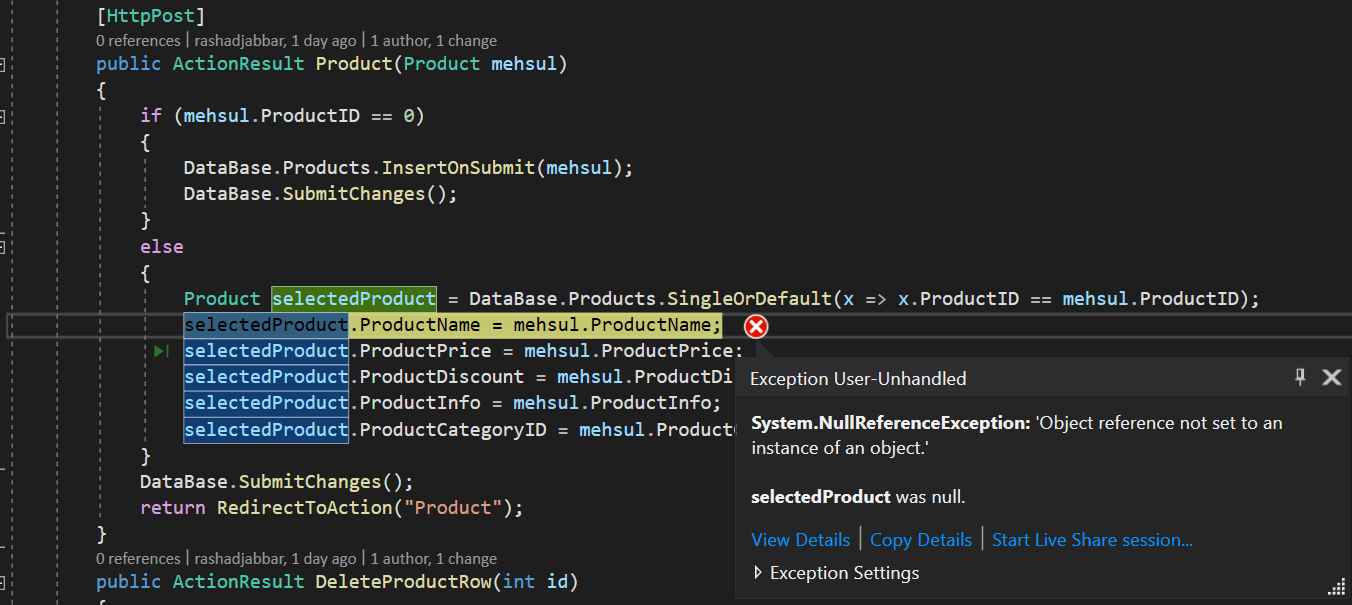 [HttpPost]
0 references | rashadjabbar, 1 day ago | 1 author, 1 change
public ActionResult Product(Product mehsul)
{
if (mehsul.ProductID == 0)
{
DataBase.Products.InsertOnSubmit(mehsul);
DataBase.SubmitChanges();
}
else
{
Product selectedProduct = DataBase.Products.SingleOrDefault(x => x.ProductID == mehsul.ProductID);
selectedProduct.ProductName = mehsul.ProductName;
selectedProduct.ProductPrice = mehsul.ProductPrice;
selectedProduct.ProductDiscount = mehsul.ProductDi
selectedProduct.ProductInfo = mehsul.ProductInfo;
selectedProduct.ProductCategoryID = mehsul.Product
}
DataBase.SubmitChanges();
return RedirectToAction("Product");
}
0 references | rashadjabbar, 1 day ago | 1 author, 1 change
public ActionResult DeleteProductRow(int id)
Exception User-Unhandled
System.NullReferenceException: 'Object reference not set to an
instance of an object.'
selectedProduct was null.
View Details | Copy Details | Start Live Share session...
Exception Settings